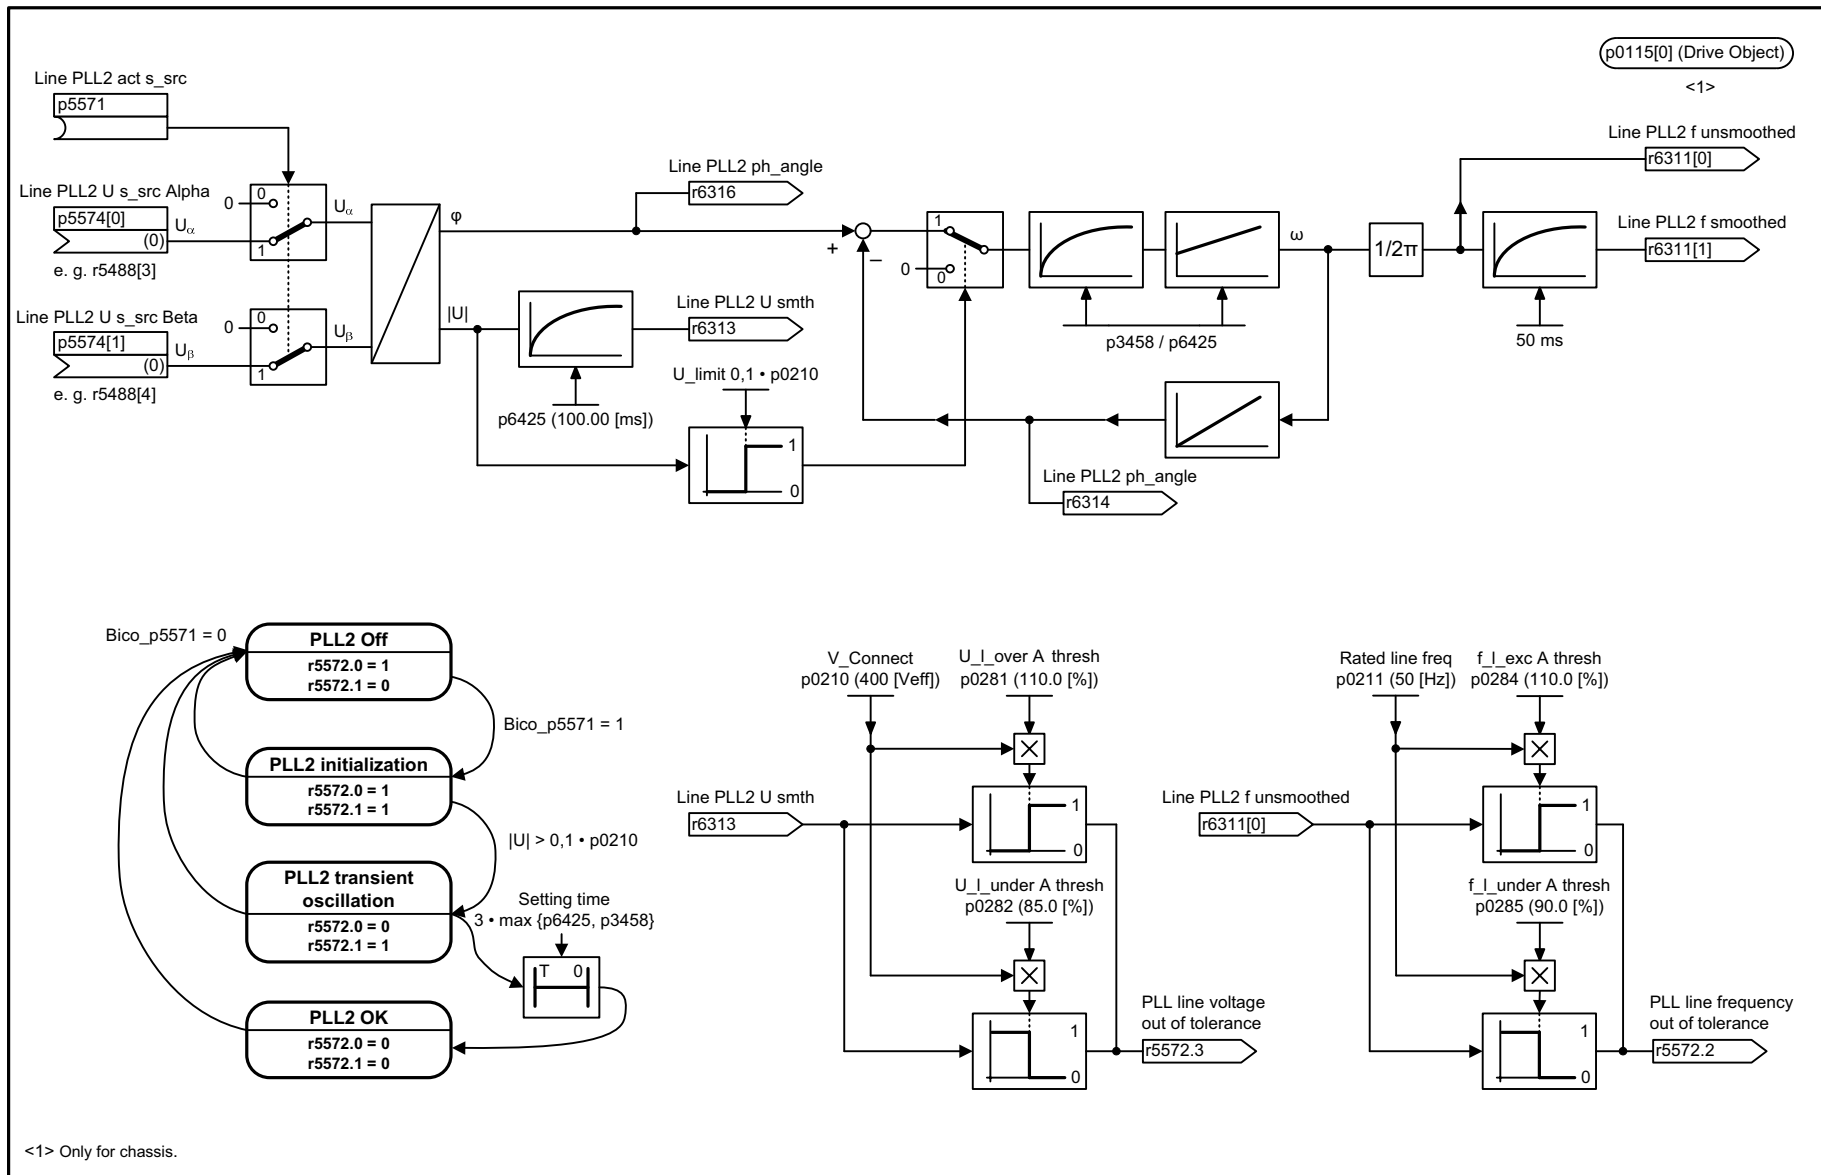 p0115[0] (Drive Object)
<1>
Line PLL2 act s_src
p5571
Line PLL2 U s_src Alpha
p5574[0]
(0)
Uα
e. g. r5488[3]
0
0
1
Uα
Line PLL2 U s_src Beta
p5574[1]
(0)
Uβ
e. g. r5488[4]
0
0
1
Uβ
φ
|U|
Line PLL2 ph_angle
r6316
Line PLL2 U smth
r6313
p6425 (100.00 [ms])
U_limit 0,1 • p0210
1
0
+
–
1
0
0
p3458 / p6425
ω
1/2π
Line PLL2 f unsmoothed
r6311[0]
Line PLL2 f smoothed
r6311[1]
50 ms
Line PLL2 ph_angle
r6314
Bico_p5571 = 0
PLL2 Off
r5572.0 = 1
r5572.1 = 0
Bico_p5571 = 1
PLL2 initialization
r5572.0 = 1
r5572.1 = 1
|U| > 0,1 • p0210
PLL2 transient
oscillation
r5572.0 = 0
r5572.1 = 1
Setting time
3 • max {p6425, p3458}
T 0
PLL2 OK
r5572.0 = 0
r5572.1 = 0
V_Connect
p0210 (400 [Veff])
U_l_over A thresh
p0281 (110.0 [%])
Line PLL2 U smth
r6313
1
0
U_l_under A thresh
p0282 (85.0 [%])
1
0
PLL line voltage
out of tolerance
r5572.3
Rated line freq
p0211 (50 [Hz])
f_l_exc A thresh
p0284 (110.0 [%])
Line PLL2 f unsmoothed
r6311[0]
1
0
f_l_under A thresh
p0285 (90.0 [%])
1
0
PLL line frequency
out of tolerance
r5572.2
<1> Only for chassis.